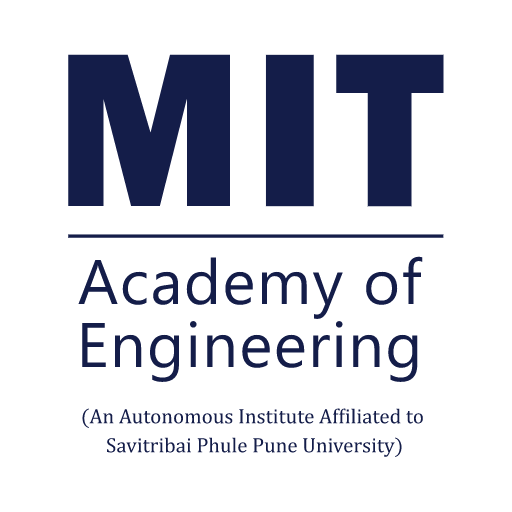 MIT
Academy of
Engineering
(An Autonomous Institute Affiliated to
Savitribai Phule Pune University)